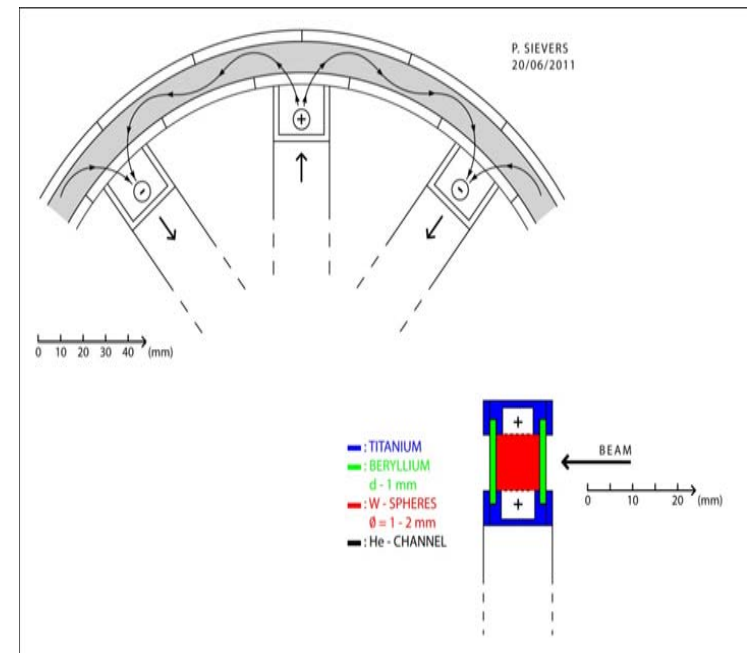 P. SIEVERS
20/06/2011
+
-
-
0 10 20 30 40 (mm)
: TITANIUM
: BERYLLIUM
d - 1 mm
: W - SPHERES
Ø = 1 - 2 mm
: He - CHANNEL
+
BEAM
+
0 10 20 (mm)